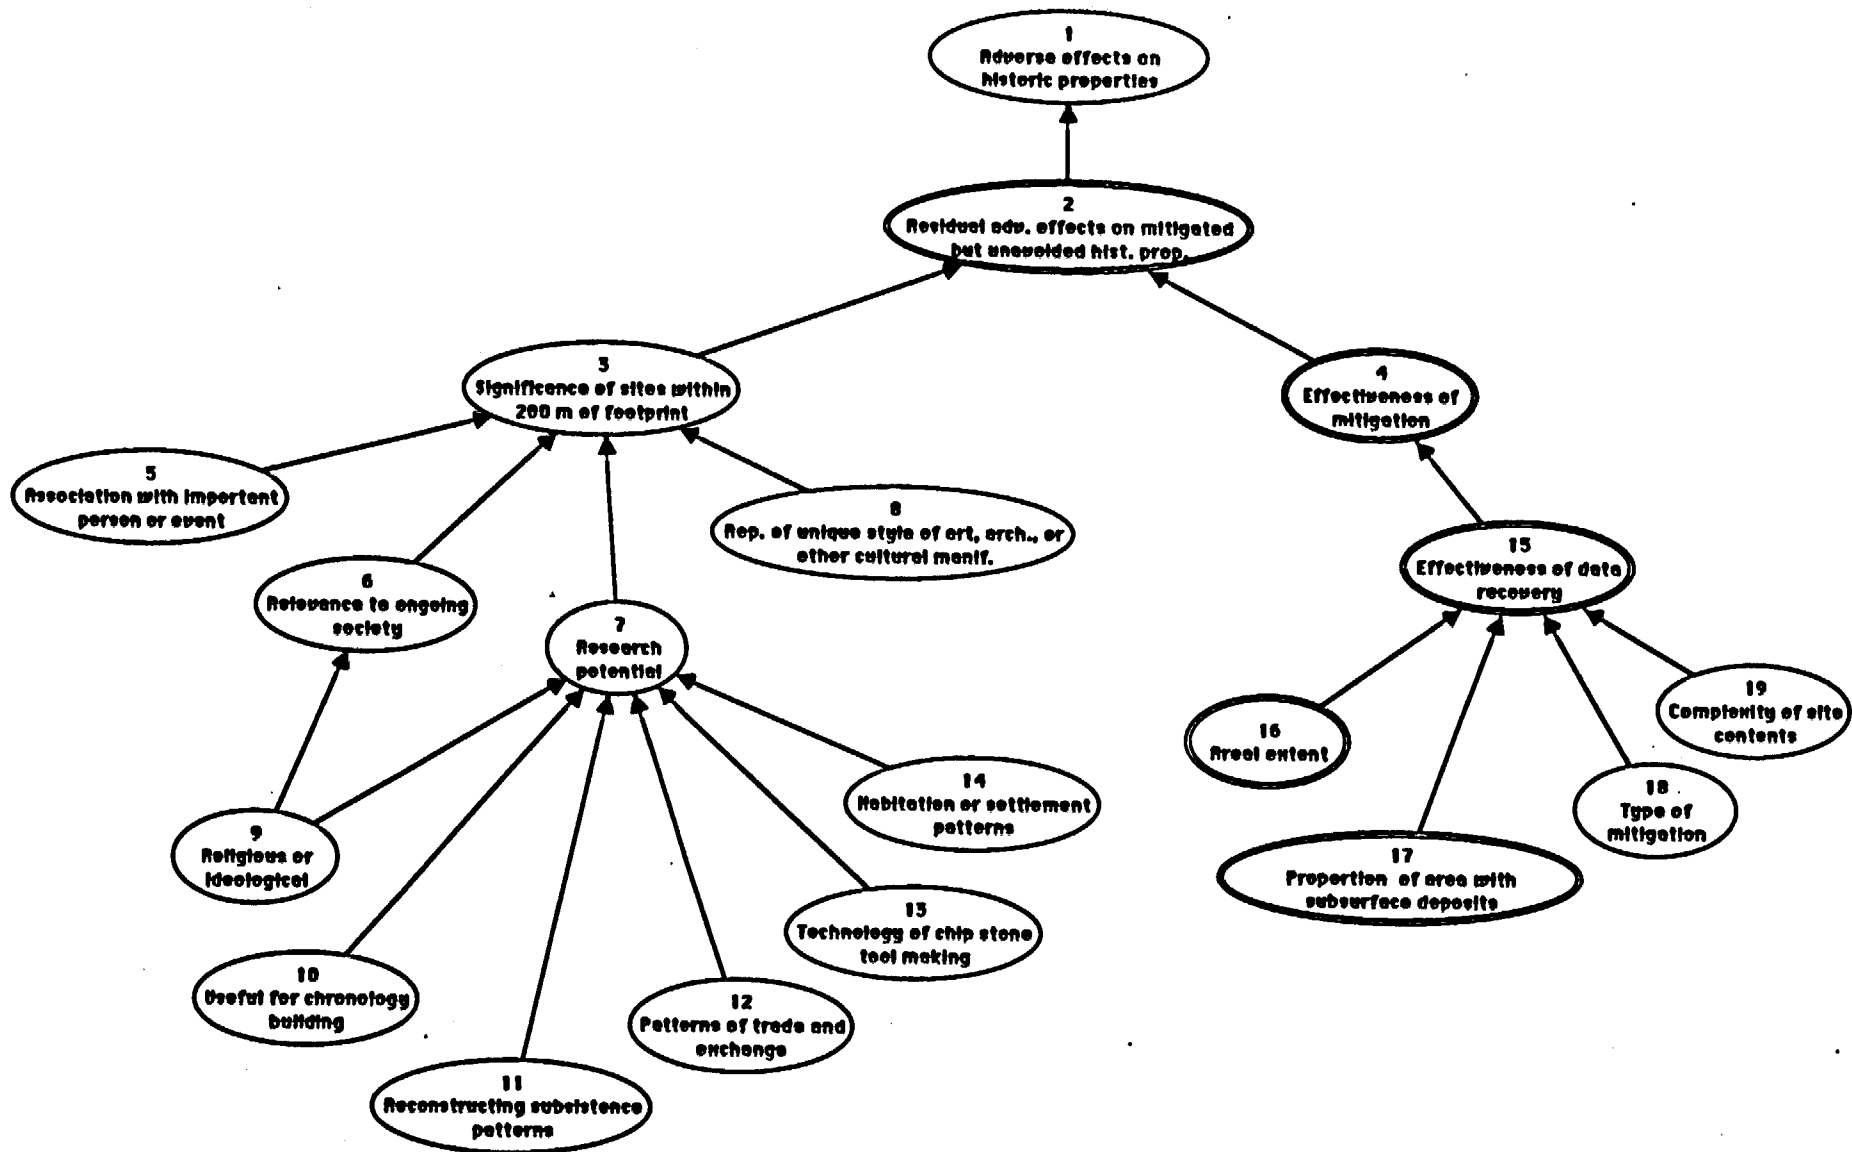 1
Adverse effects on
historic properties
2
Residual adv. effects on mitigated
but unavoided hist. prop.
3
Significance of sites within
200 m of footprint
4
Effectiveness of
mitigation
5
Association with important
person or event
6
Relevance to ongoing
society
7
Research
potential
8
Rep. of unique style of art, arch., or
other cultural manif.
9
Religious or
ideological
10
Useful for chronology
building
11
Reconstructing subsistence
patterns
12
Patterns of trade and
exchange
13
Technology of chip stone
tool making
14
Habitation or settlement
patterns
15
Effectiveness of data
recovery
16
Areal extent
17
Proportion of area with
subsurface deposits
18
Type of
mitigation
19
Complexity of site
contents